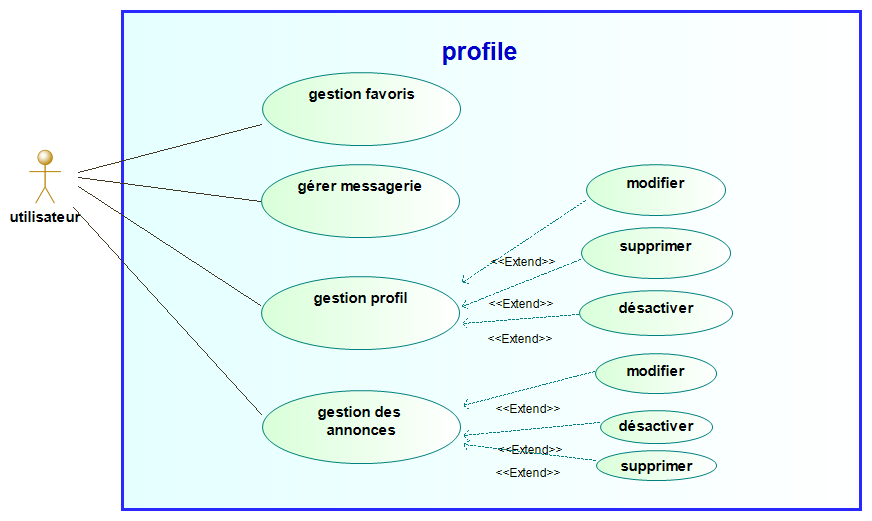 profile
gestion favoris
gérer messagerie
utilisateur
modifier
<<Extend>>
supprimer
<<Extend>>
gestion profil
désactiver
<<Extend>>
modifier
<<Extend>>
gestion des
annonces
désactiver
<<Extend>>
supprimer
<<Extend>>